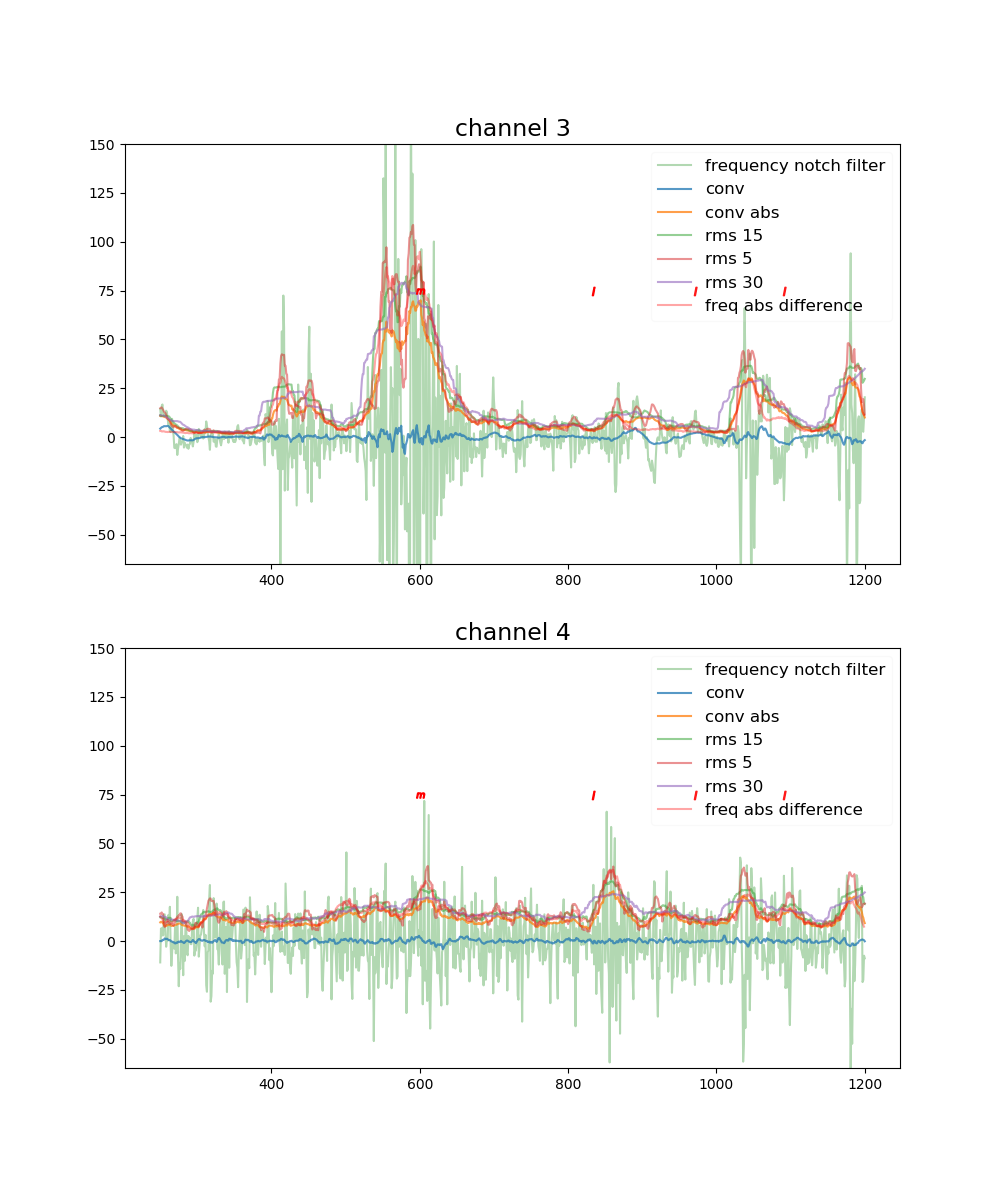 channel 3
150
125
100
75
50
25
0
−25
−50
400 600 800 1000 1200
frequency notch filter
conv
conv abs
rms 15
rms 5
rms 30
freq abs difference
m l l l
channel 4
150
125
100
75
50
25
0
−25
−50
400 600 800 1000 1200
frequency notch filter
conv
conv abs
rms 15
rms 5
rms 30
freq abs difference
m l l l